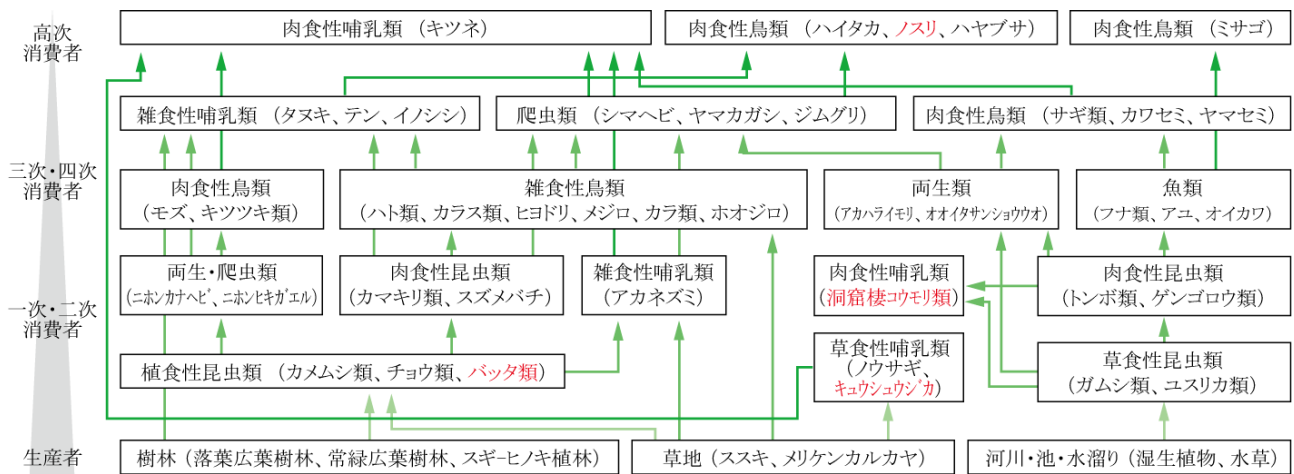 高次
消費者
肉食性哺乳類 (キツネ)
肉食性鳥類 (ハイタカ、ノスリ、ハヤブサ)
肉食性鳥類 (ミサゴ)
雑食性哺乳類 (タヌキ、テン、イノシシ)
爬虫類 (シマヘビ、ヤマカガシ、ジムグリ)
肉食性鳥類 (サギ類、カワセミ、ヤマセミ)
三次・四次
消費者
肉食性鳥類
(モズ、キツツキ類)
雑食性鳥類
(ハト類、カラス類、ヒヨドリ、メジロ、カラ類、ホオジロ)
両生類
(アカハライモリ、オオイタサンショウウオ)
魚類
(フナ類、アユ、オイカワ)
両生・爬虫類
(ニホンカナヘビ、ニホンヒキガエル)
肉食性昆虫類
(カマキリ類、スズメバチ)
雑食性哺乳類
(アカネズミ)
肉食性哺乳類
(洞窟棲コウモリ類)
肉食性昆虫類
(トンボ類、ゲンゴロウ類)
一次・二次
消費者
植食性昆虫類 (カメムシ類、チョウ類、バッタ類)
草食性哺乳類
(ノウサギ、
キュウシュウジカ)
草食性昆虫類
(ガムシ類、ユスリカ類)
生産者
樹林 (落葉広葉樹林、常緑広葉樹林、スギ-ヒノキ植林)
草地 (ススキ、メリケンカルカヤ)
河川・池・水溜り (湿生植物、水草)